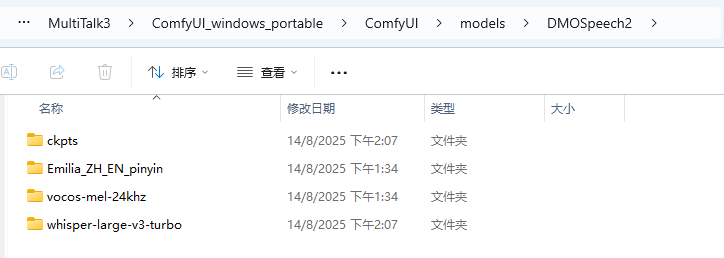 ··· MultiTalk3 > ComfyUI_windows_portable > ComfyUI > models > DMOSpeech2 >
排序 查看 ···
名称 修改日期 类型 大小
ckpts 14/8/2025 下午2:07 文件夹
Emilia_ZH_EN_pinyin 14/8/2025 下午1:34 文件夹
vocos-mel-24khz 14/8/2025 下午1:34 文件夹
whisper-large-v3-turbo 14/8/2025 下午2:07 文件夹